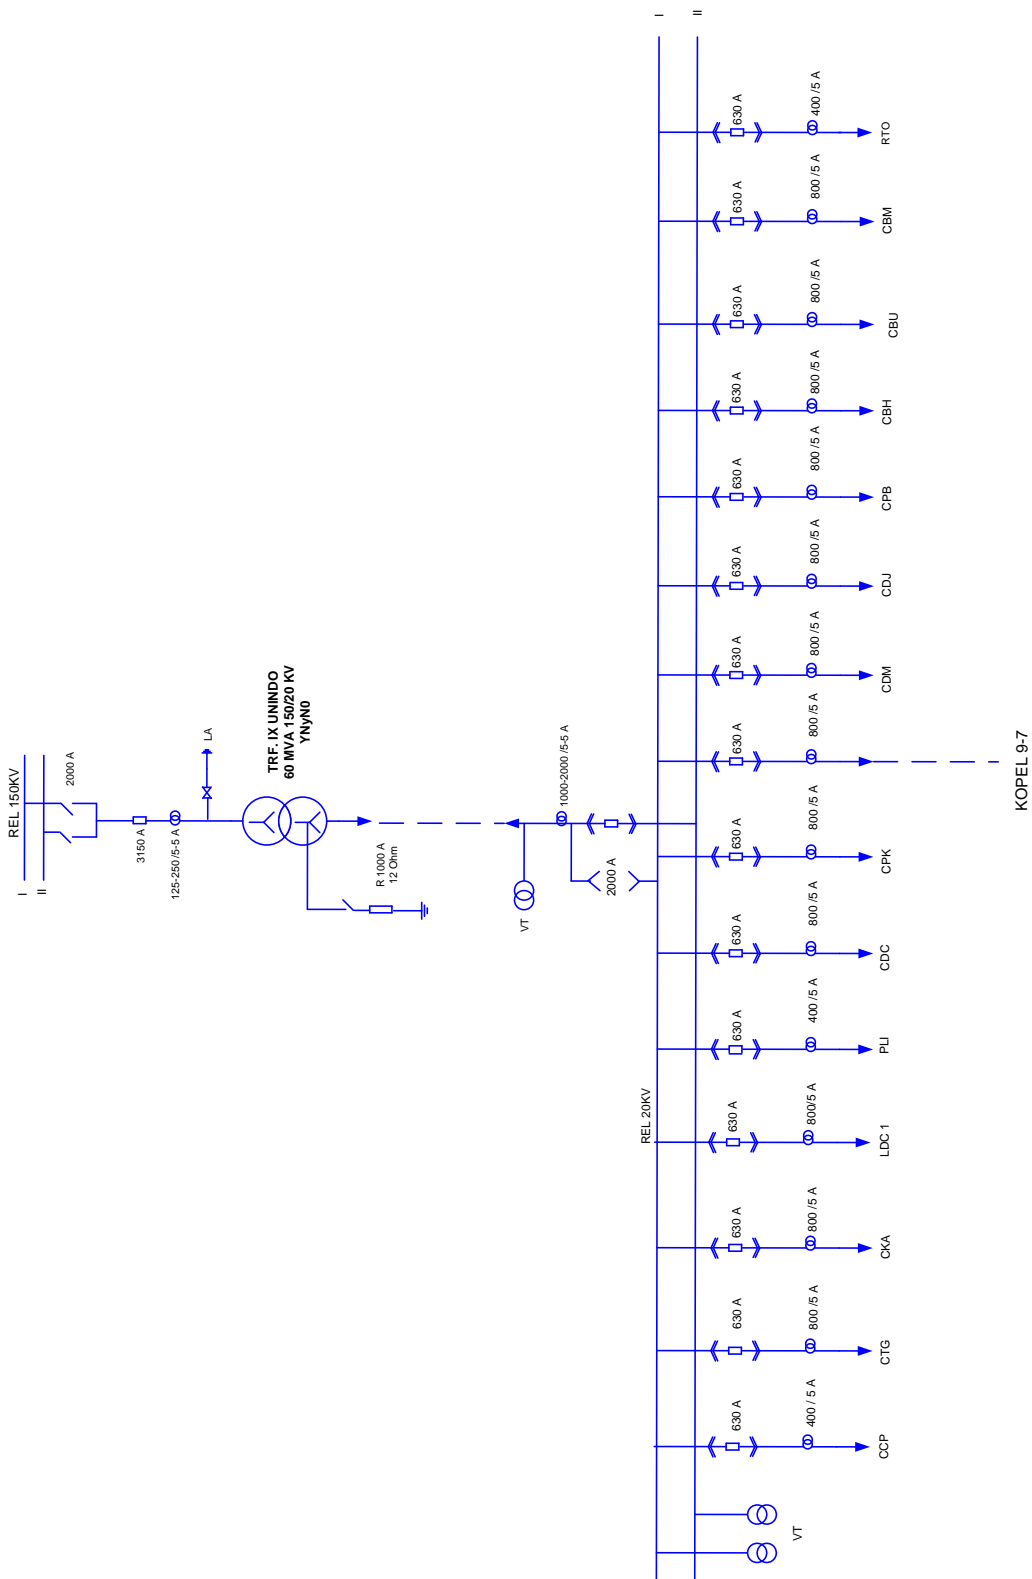 REL 150KV
I
II
2000 A
3150 A
125-250 /5-5 A
LA
TRF. IX UNINDO
60 MVA 150/20 KV
YNyN0
R 1000 A
12 Ohm
VT
1000-2000 /5-5 A
2000 A
REL 20KV
I
II
VT
630 A
400 / 5 A
CCP
630 A
800 /5 A
CTG
630 A
800 /5 A
CKA
630 A
800/5 A
LDC 1
630 A
400 /5 A
PLI
630 A
800 /5 A
CDC
630 A
800 /5 A
CPK
630 A
800 /5 A
KOPEL 9-7
630 A
800 /5 A
CDM
630 A
800 /5 A
CDJ
630 A
800 /5 A
CPB
630 A
800 /5 A
CBH
630 A
800 /5 A
CBU
630 A
800 /5 A
CBM
630 A
400 /5 A
RTO